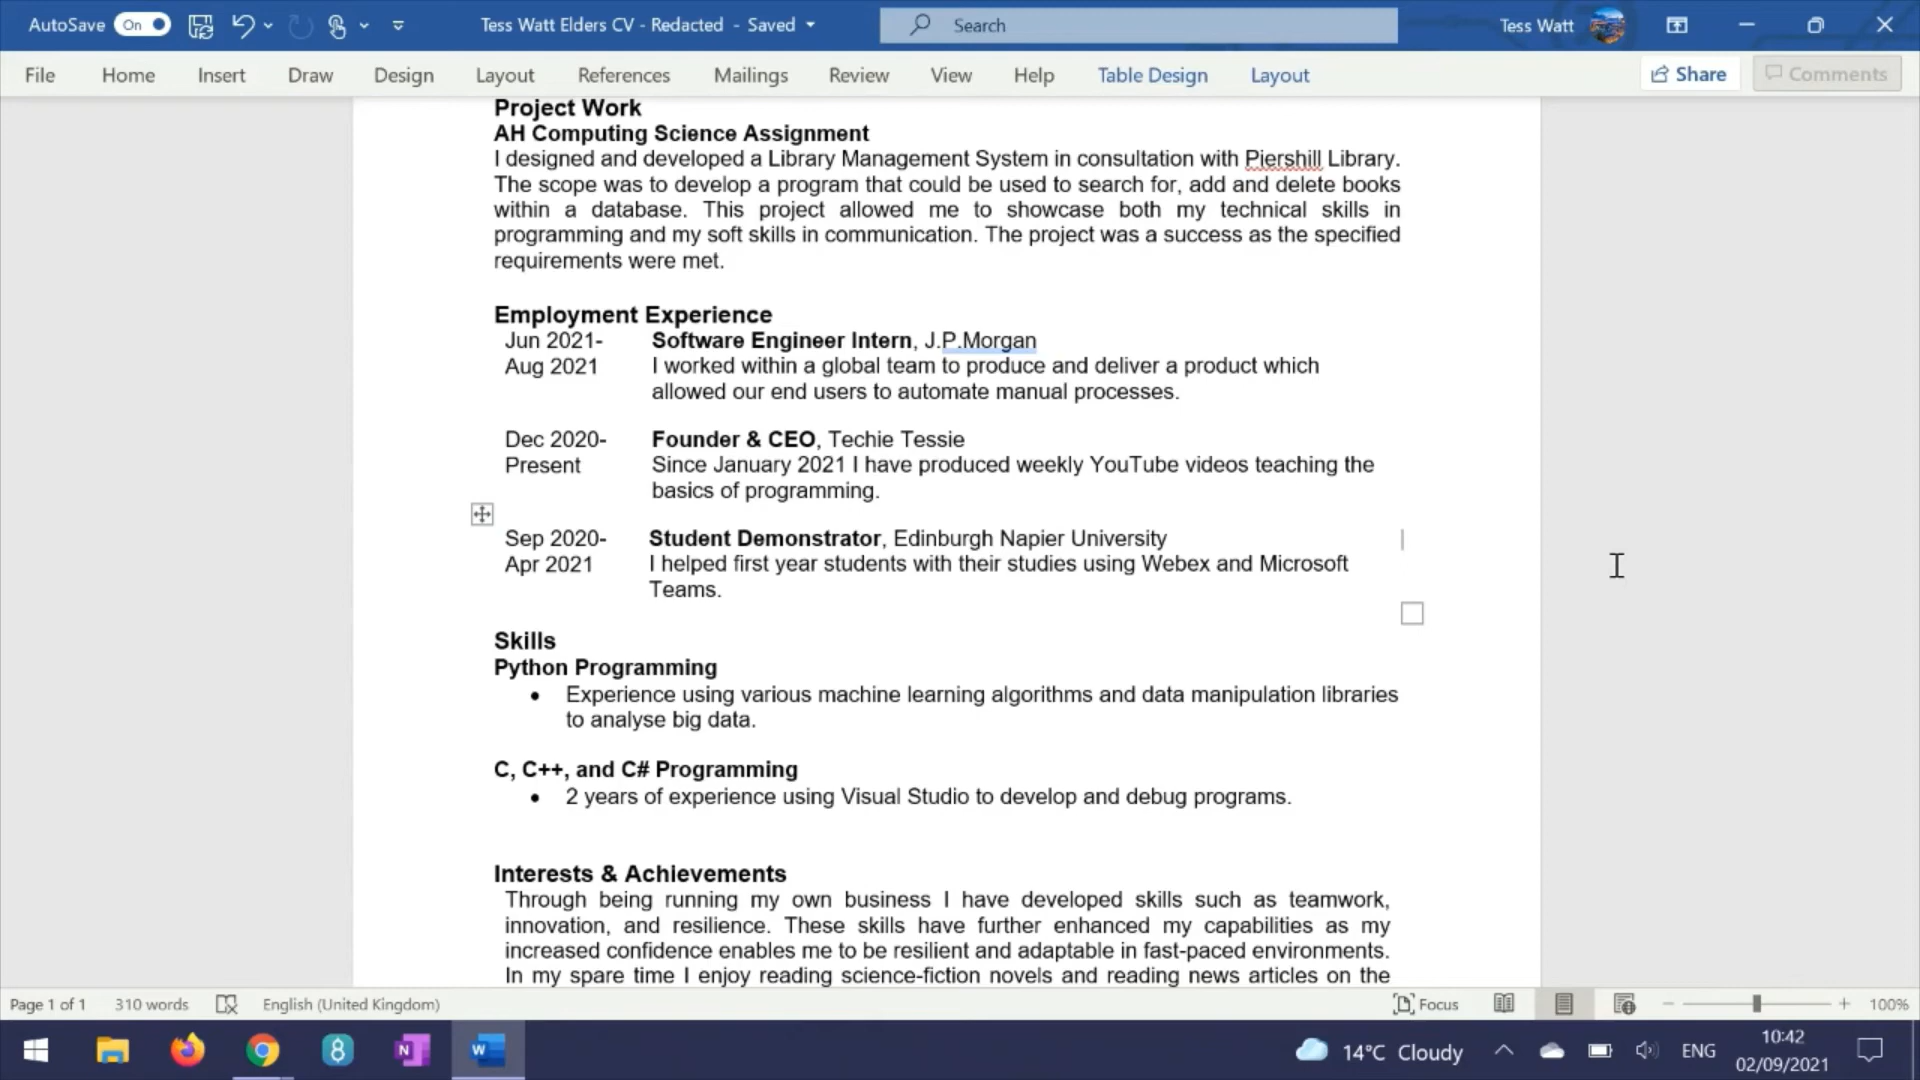 AutoSave On Tess Watt Elders CV - Redacted - Saved Search Tess Watt
File Home Insert Draw Design Layout References Mailings Review View Help Table Design Layout Share Comments
Project Work
AH Computing Science Assignment
I designed and developed a Library Management System in consultation with Piershill Library.
The scope was to develop a program that could be used to search for, add and delete books
within a database. This project allowed me to showcase both my technical skills in
programming and my soft skills in communication. The project was a success as the specified
requirements were met.
Employment Experience
Jun 2021- Software Engineer Intern, J.P.Morgan
Aug 2021 I worked within a global team to produce and deliver a product which
allowed our end users to automate manual processes.
Dec 2020- Founder & CEO, Techie Tessie
Present Since January 2021 I have produced weekly YouTube videos teaching the
basics of programming.
Sep 2020- Student Demonstrator, Edinburgh Napier University
Apr 2021 I helped first year students with their studies using Webex and Microsoft
Teams.
Skills
Python Programming
• Experience using various machine learning algorithms and data manipulation libraries
to analyse big data.
C, C++, and C# Programming
• 2 years of experience using Visual Studio to develop and debug programs.
Interests & Achievements
Through being running my own business I have developed skills such as teamwork,
innovation, and resilience. These skills have further enhanced my capabilities as my
increased confidence enables me to be resilient and adaptable in fast-paced environments.
In my spare time I enjoy reading science-fiction novels and reading news articles on the
Page 1 of 1 310 words English (United Kingdom) Focus 100%
8 N W 14°C Cloudy ENG 10:42
02/09/2021